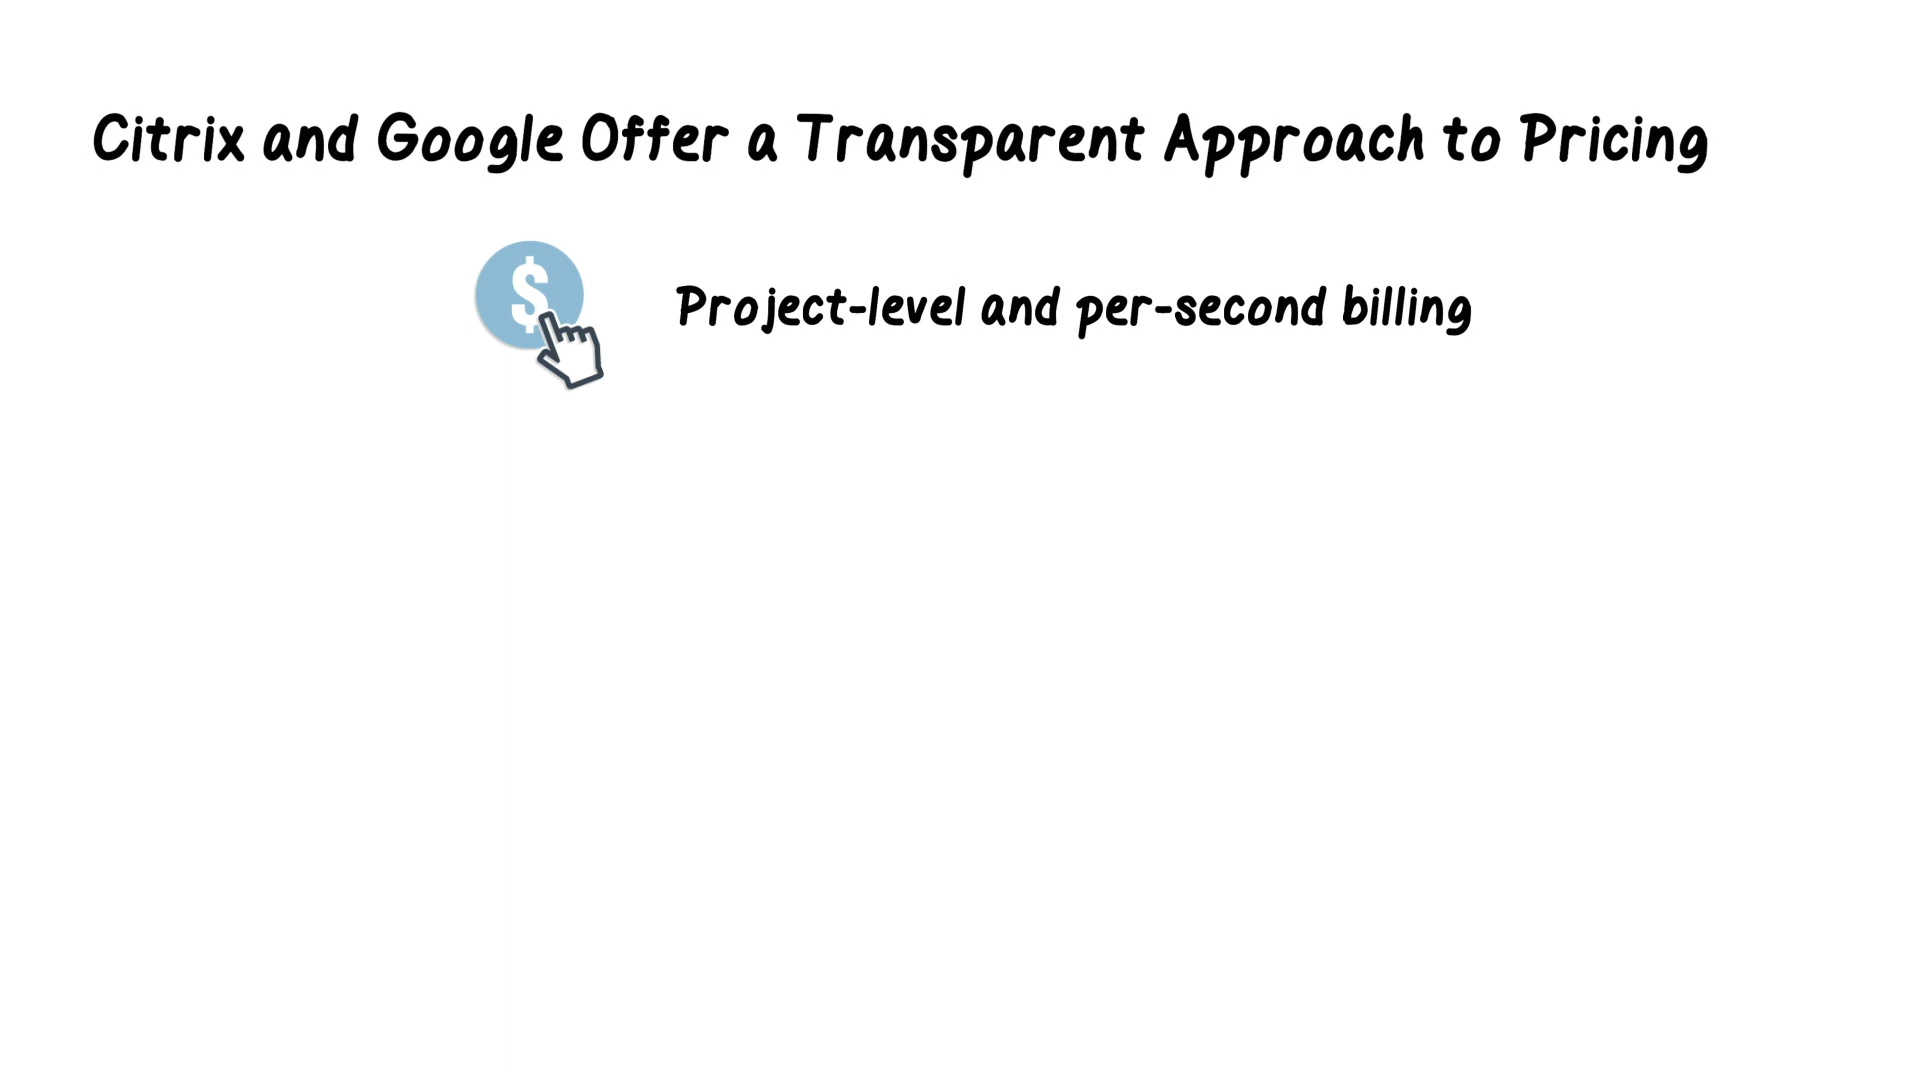 Citrix and Google Offer a Transparent Approach to Pricing
$
Project-level and per-second billing